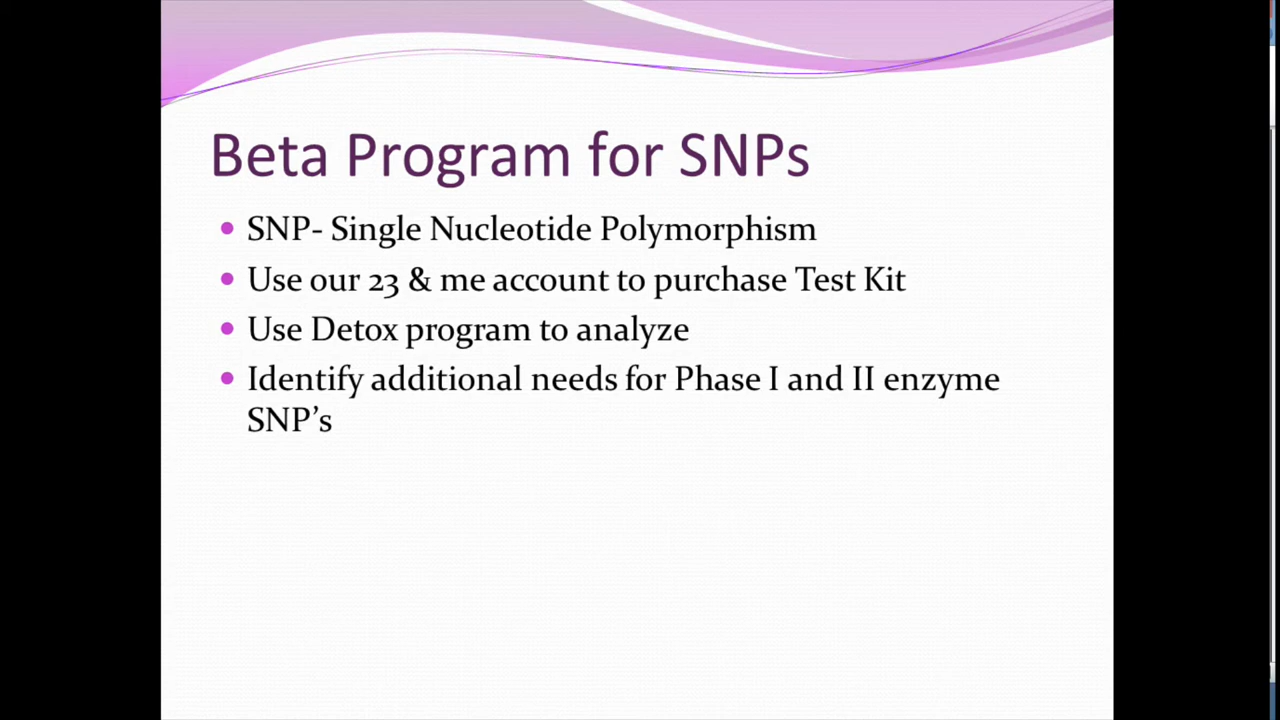 Beta Program for SNPs
• SNP- Single Nucleotide Polymorphism
• Use our 23 & me account to purchase Test Kit
• Use Detox program to analyze
• Identify additional needs for Phase I and II enzyme
SNP’s